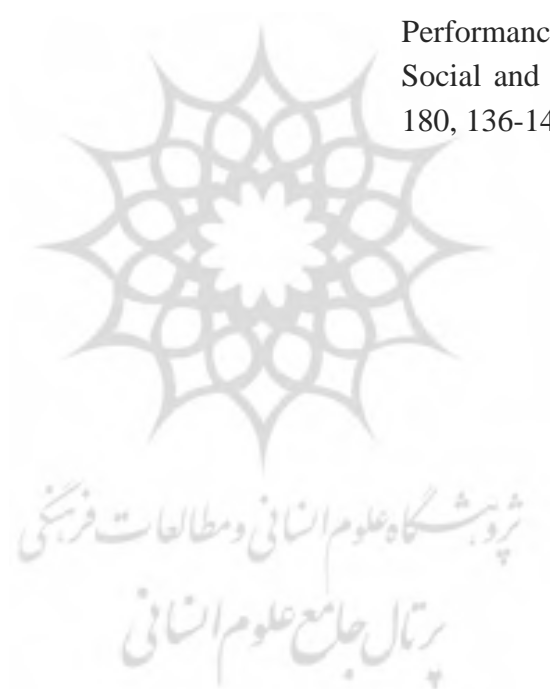 Performanc
Social and
180, 136-14
پژوهشگاه علوم انسانی و مطالعات فرهنگی
پرتال جامع علوم انسانی